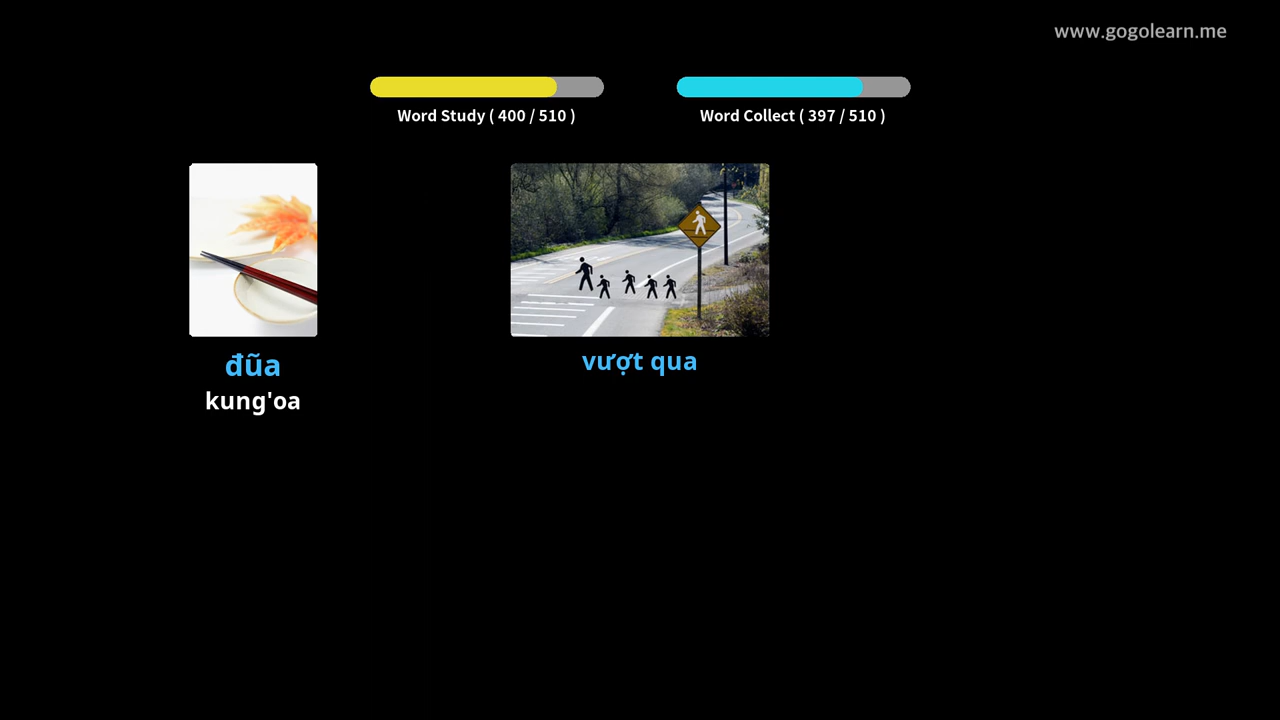 www.gogolearn.me
Word Study ( 400 / 510 )
Word Collect ( 397 / 510 )
đũa
kung'oa
vượt qua